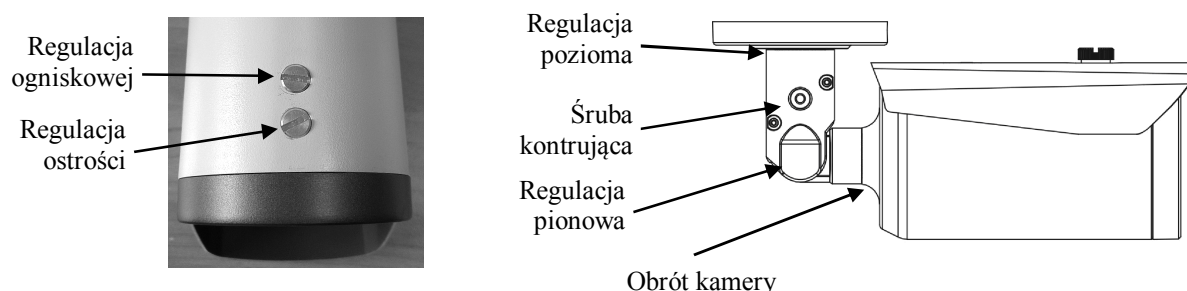 Regulacja
ogniskowej
Regulacja
ostrości
Regulacja
pozioma
Śruba
kontrująca
Regulacja
pionowa
Obrót kamery